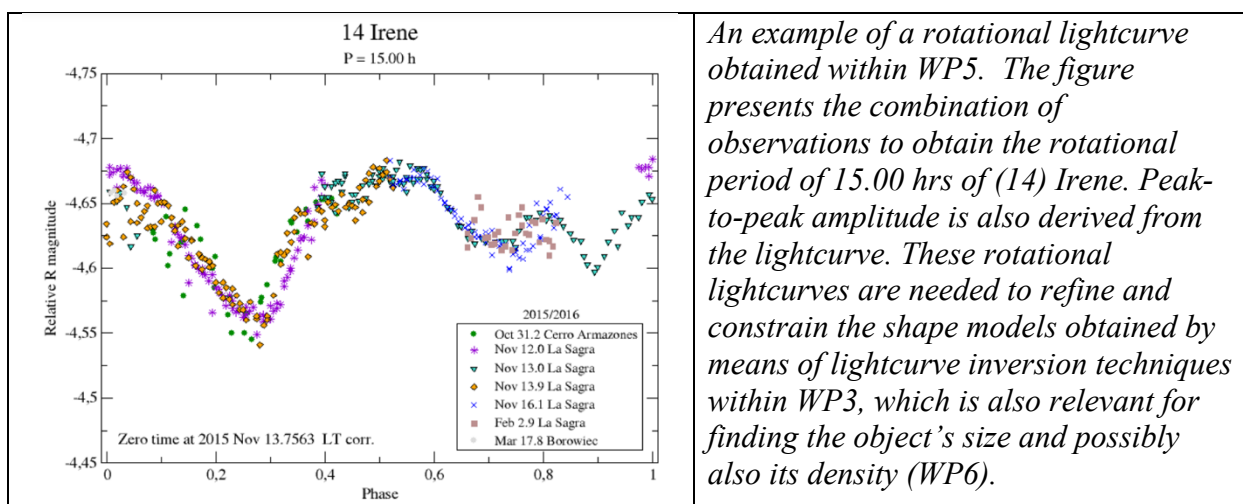 14 Irene
P = 15.00 h
-4,75
-4,7
-4,65
-4,6
-4,55
-4,5
-4,45
Relative R magnitude
0
0,2
0,4
0,6
0,8
1
Phase
2015/2016
Oct 31.2 Cerro Armazones
Nov 12.0 La Sagra
Nov 13.0 La Sagra
Nov 13.9 La Sagra
Nov 16.1 La Sagra
Feb 2.9 La Sagra
Mar 17.8 Borowiec
Zero time at 2015 Nov 13.7563 LT corr.
An example of a rotational lightcurve
obtained within WP5. The figure
presents the combination of
observations to obtain the rotational
period of 15.00 hrs of (14) Irene. Peak-
to-peak amplitude is also derived from
the lightcurve. These rotational
lightcurves are needed to refine and
constrain the shape models obtained by
means of lightcurve inversion techniques
within WP3, which is also relevant for
finding the object's size and possibly
also its density (WP6).